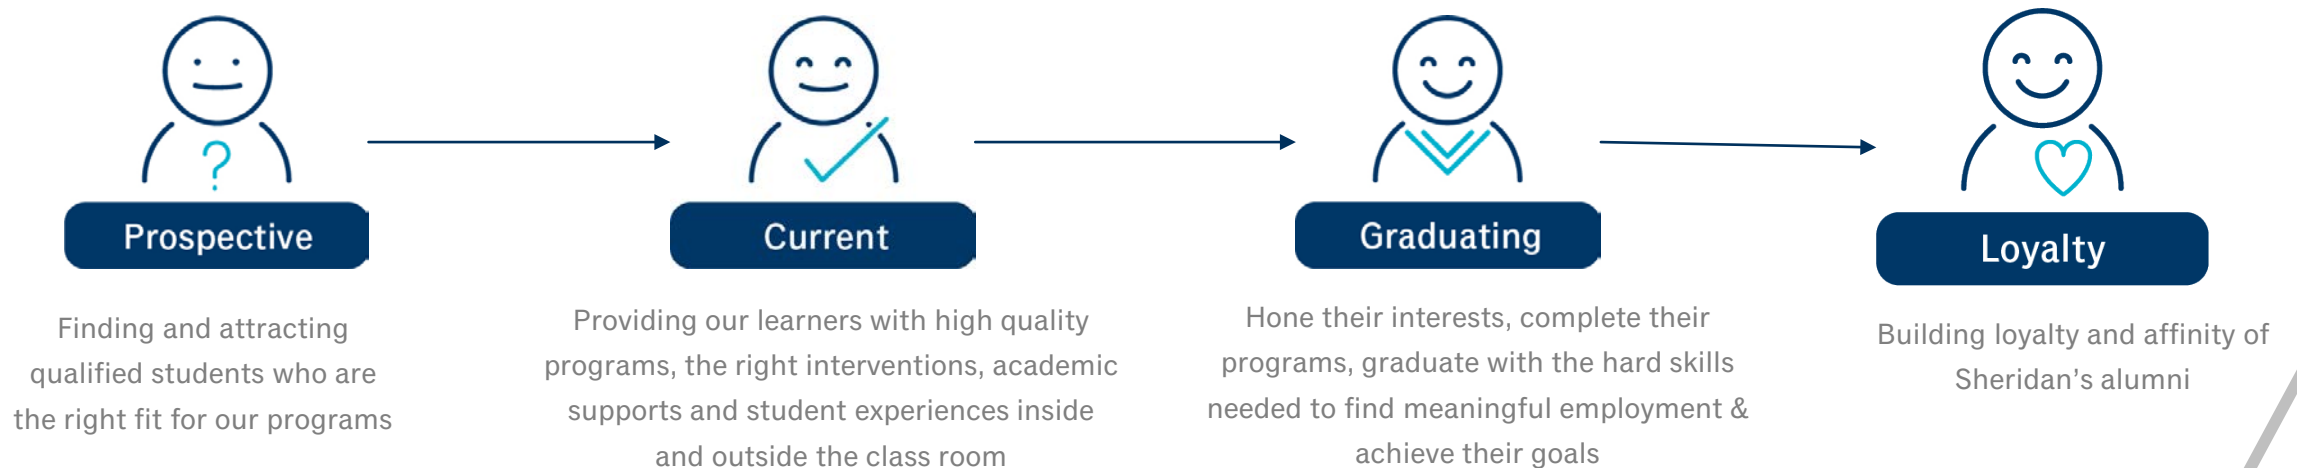 ?
Prospective
Finding and attracting
qualified students who are
the right fit for our programs
Current
Providing our learners with high quality
programs, the right interventions, academic
supports and student experiences inside
and outside the class room
Graduating
Hone their interests, complete their
programs, graduate with the hard skills
needed to find meaningful employment &
achieve their goals
Loyalty
Building loyalty and affinity of
Sheridan’s alumni